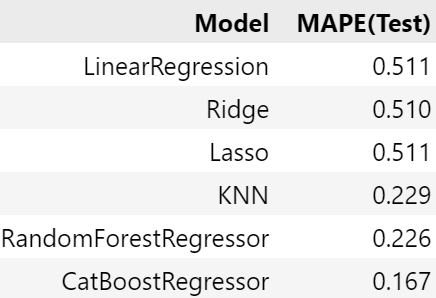 Model MAPE(Test)
LinearRegression 0.511
Ridge 0.510
Lasso 0.511
KNN 0.229
RandomForestRegressor 0.226
CatBoostRegressor 0.167